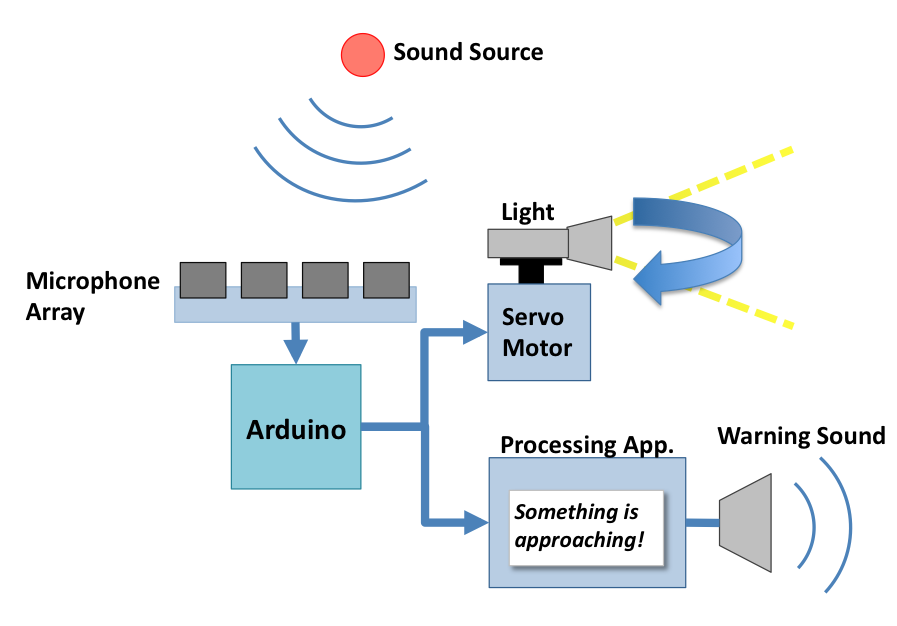 Sound Source
Light
Microphone
Array
Servo
Motor
Arduino
Processing App.
Warning Sound
Something is
approaching!